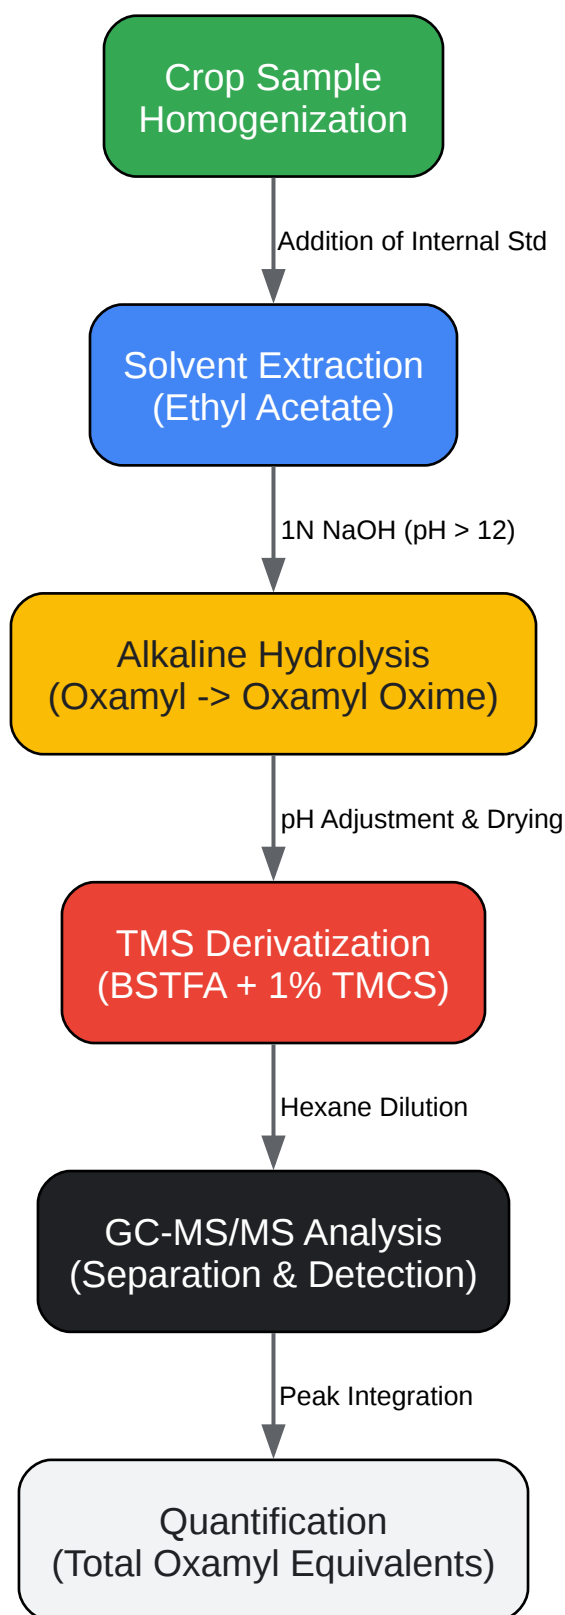 Crop Sample
Homogenization
Addition of Internal Std
Solvent Extraction
(Ethyl Acetate)
1N NaOH (pH > 12)
Alkaline Hydrolysis
(Oxamyl -> Oxamyl Oxime)
pH Adjustment & Drying
TMS Derivatization
(BSTFA + 1% TMCS)
Hexane Dilution
GC-MS/MS Analysis
(Separation & Detection)
Peak Integration
Quantification
(Total Oxamyl Equivalents)